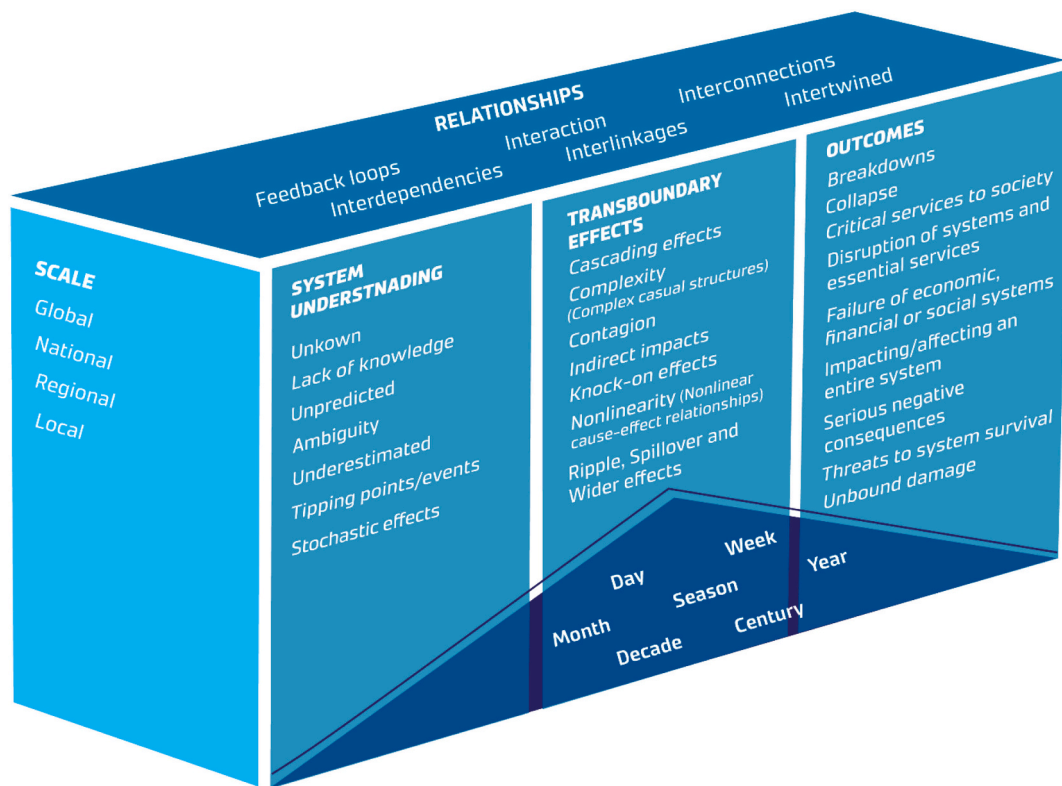 RELATIONSHIPS
Interconnections
Interaction
Intertwined
Feedback loops
Interlinkages
Interdependencies
SCALE
Global
National
Regional
Local
SYSTEM
UNDERSTNADING
Unkown
Lack of knowledge
Unpredicted
Ambiguity
Underestimated
Tipping points/events
Stochastic effects
TRANSBOUNDARY
EFFECTS
Cascading effects
Complexity
(Complex casual structures)
Contagion
Indirect impacts
Knock-on effects
Nonlinearity (Nonlinear
cause-effect relationships)
Ripple, Spillover and
Wider effects
OUTCOMES
Breakdowns
Collapse
Critical services to society
Disruption of systems and
essential services
Failure of economic,
financial or social systems
Impacting/affecting an
entire system
Serious negative
consequences
Threats to system survival
Unbound damage
Week
Day
Year
Season
Month
Century
Decade